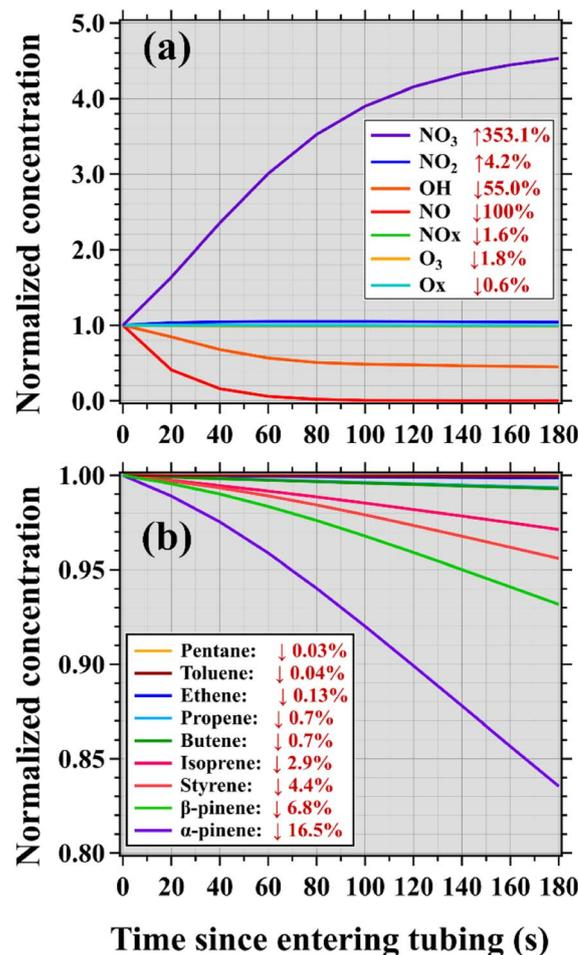 (a)
Normalized concentration
5.0
4.0
3.0
2.0
1.0
0.0
NO₃ ↑353.1%
NO₂ ↑4.2%
OH ↓55.0%
NO ↓100%
NOx ↓1.6%
O₃ ↓1.8%
Ox ↓0.6%
0 20 40 60 80 100 120 140 160 180
(b)
Normalized concentration
1.00
0.95
0.90
0.85
0.80
Pentane: ↓ 0.03%
Toluene: ↓ 0.04%
Ethene: ↓ 0.13%
Propene: ↓ 0.7%
Butene: ↓ 0.7%
Isoprene: ↓ 2.9%
Styrene: ↓ 4.4%
β-pinene: ↓ 6.8%
α-pinene: ↓ 16.5%
0 20 40 60 80 100 120 140 160 180
Time since entering tubing (s)